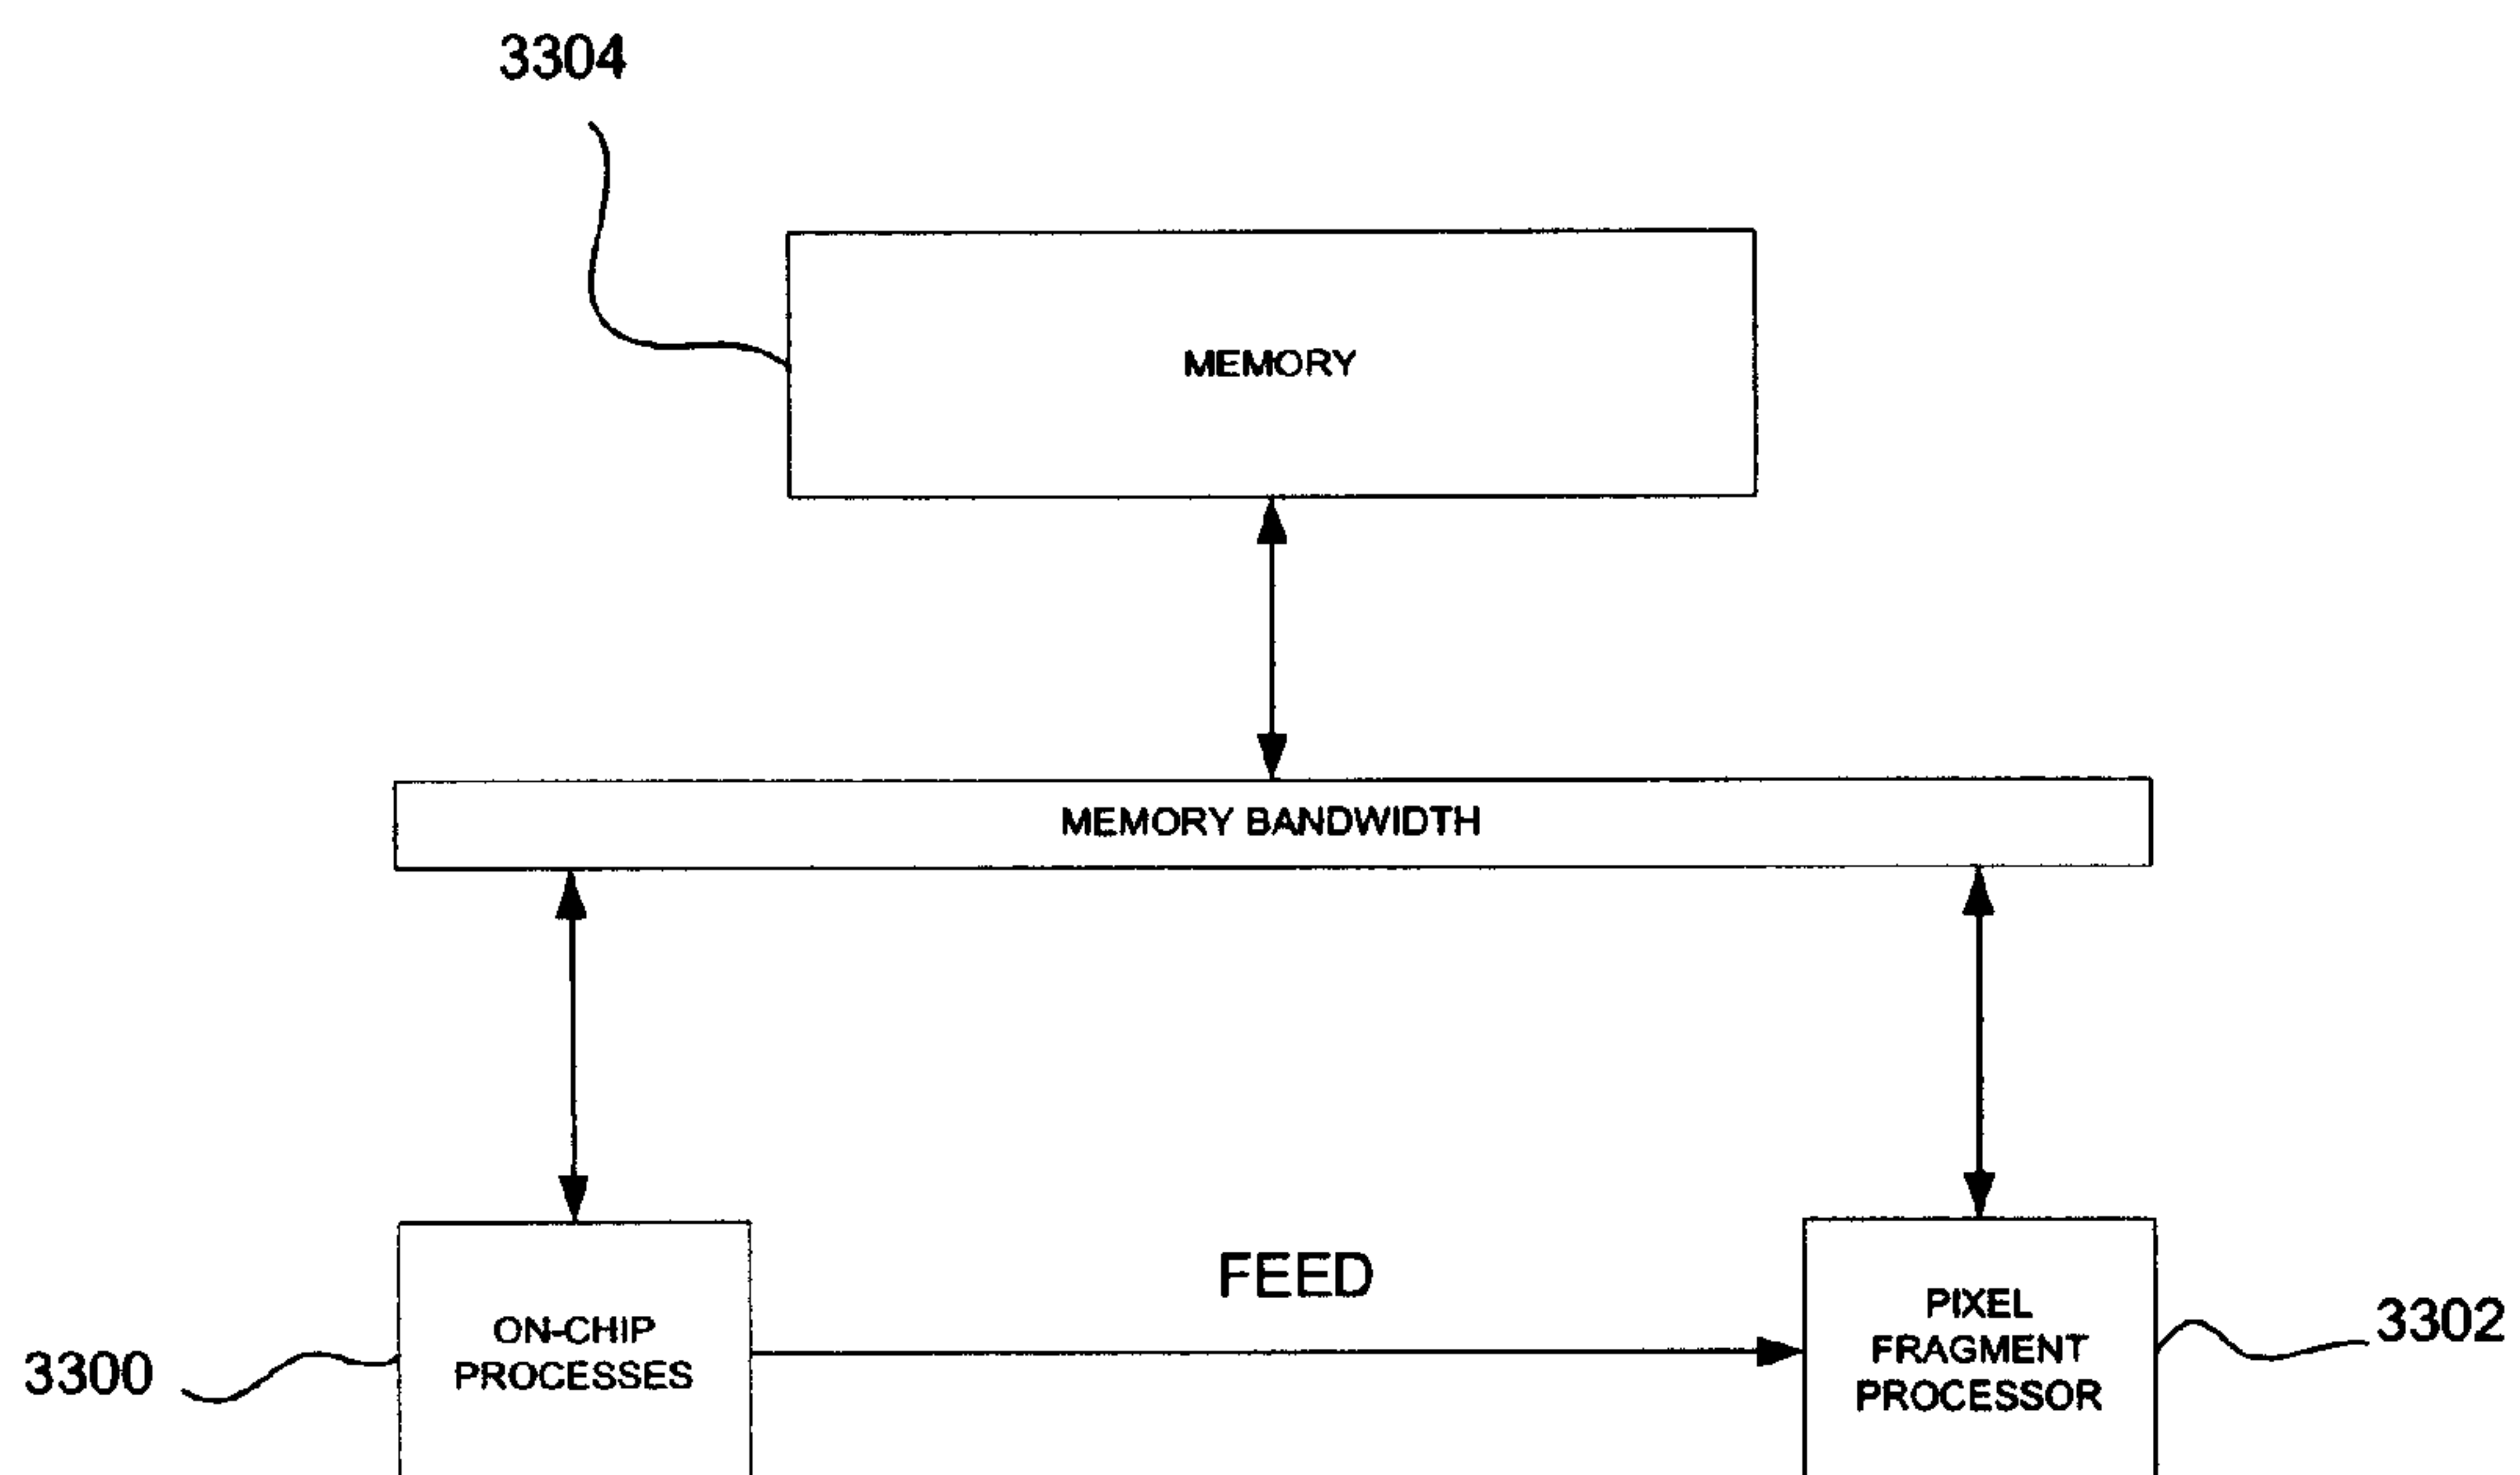 3304
MEMORY
MEMORY BANDWIDTH
FEED
ON-CHIP
PROCESSES
PIXEL
FRAGMENT
PROCESSOR
3300
3302